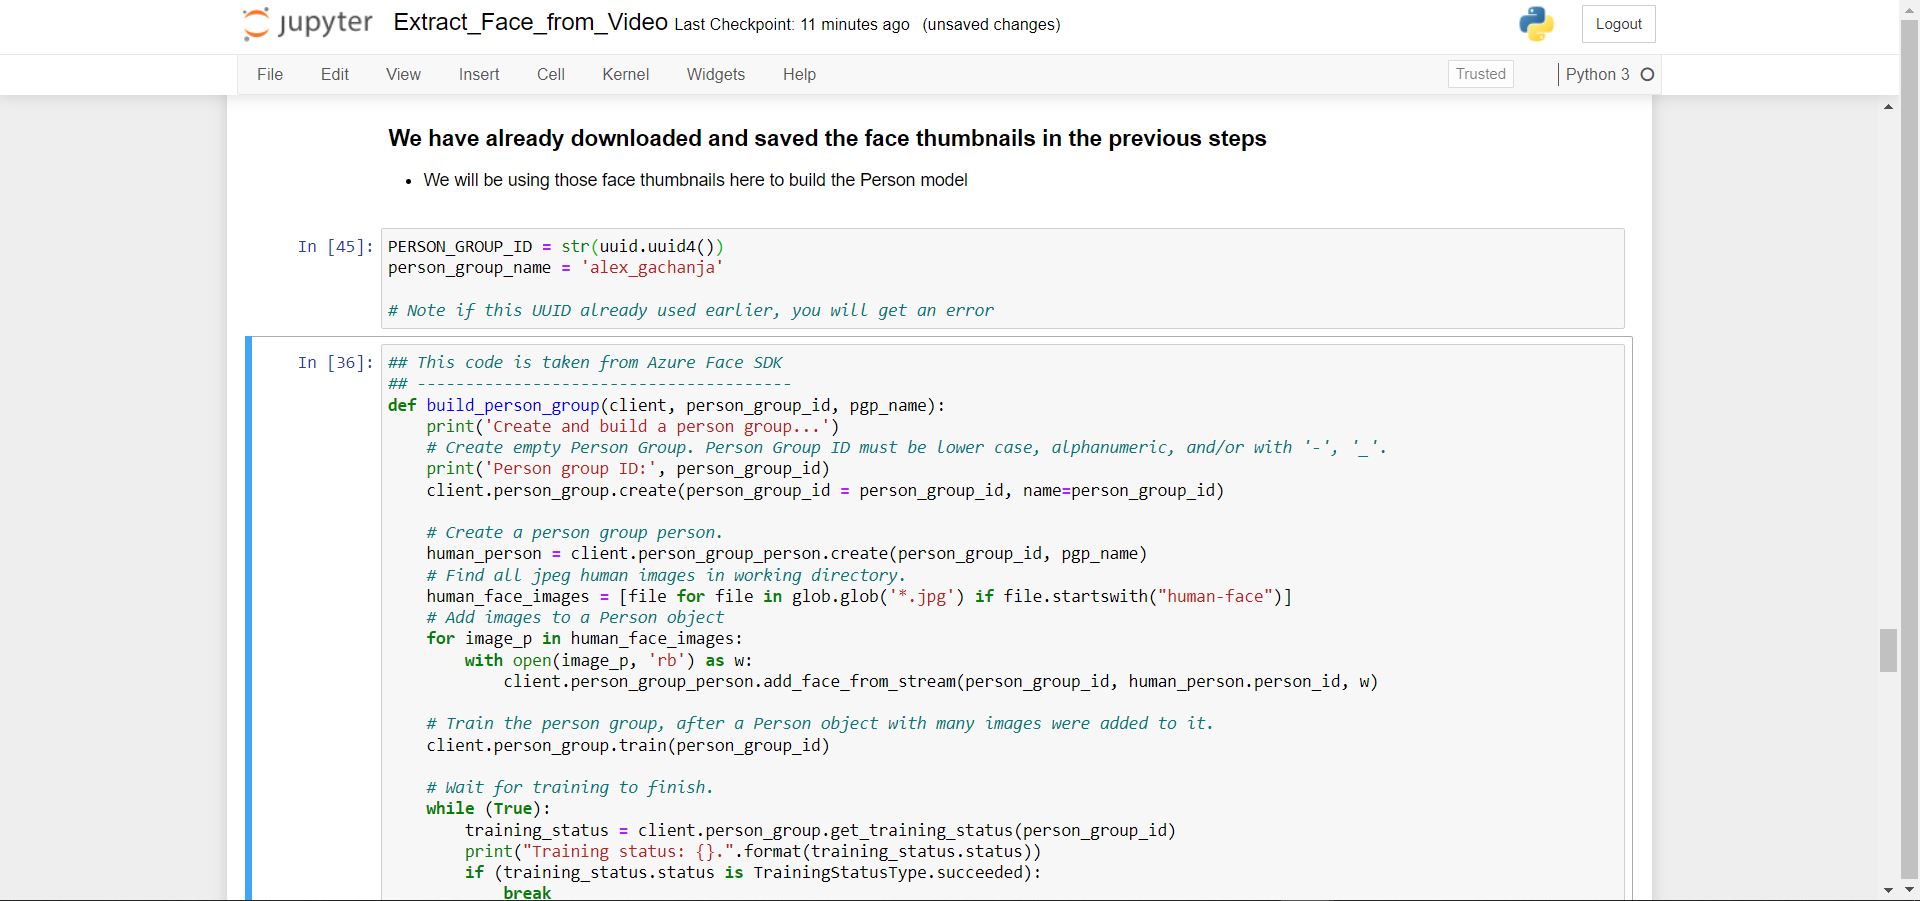 jupyter Extract_Face_from_Video Last Checkpoint: 11 minutes ago (unsaved changes) Logout
File Edit View Insert Cell Kernel Widgets Help Trusted Python 3
We have already downloaded and saved the face thumbnails in the previous steps
• We will be using those face thumbnails here to build the Person model
In [45]: PERSON_GROUP_ID = str(uuid.uuid4())
person_group_name = 'alex_gachanja'
# Note if this UUID already used earlier, you will get an error
In [36]: ## This code is taken from Azure Face SDK
## ---------------------------------------
def build_person_group(client, person_group_id, pgp_name):
    print('Create and build a person group...')
    # Create empty Person Group. Person Group ID must be lower case, alphanumeric, and/or with '-', '_'.
    print('Person group ID:', person_group_id)
    client.person_group.create(person_group_id = person_group_id, name=person_group_id)
    # Create a person group person.
    human_person = client.person_group_person.create(person_group_id, pgp_name)
    # Find all jpeg human images in working directory.
    human_face_images = [file for file in glob.glob('*.jpg') if file.startswith("human-face")]
    # Add images to a Person object
    for image_p in human_face_images:
        with open(image_p, 'rb') as w:
            client.person_group_person.add_face_from_stream(person_group_id, human_person.person_id, w)
    # Train the person group, after a Person object with many images were added to it.
    client.person_group.train(person_group_id)
    # Wait for training to finish.
    while (True):
        training_status = client.person_group.get_training_status(person_group_id)
        print("Training status: {}.".format(training_status.status))
        if (training_status.status is TrainingStatusType.succeeded):
            break